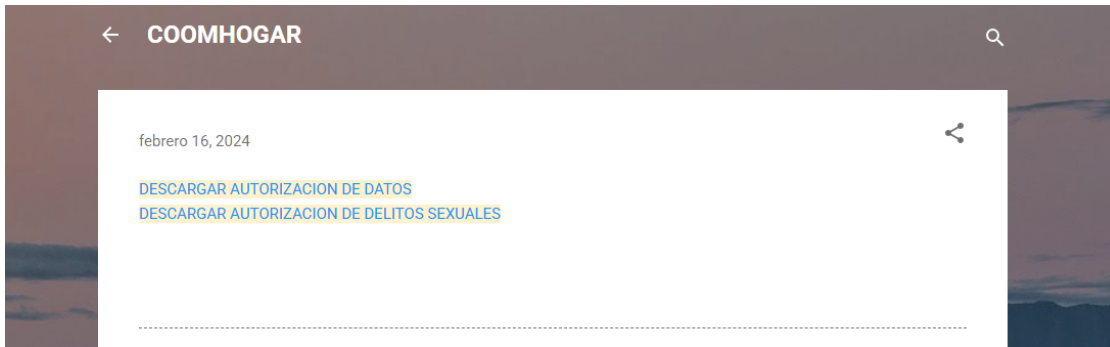 COOMHOGAR
febrero 16, 2024
DESCARGAR AUTORIZACION DE DATOS
DESCARGAR AUTORIZACION DE DELITOS SEXUALES